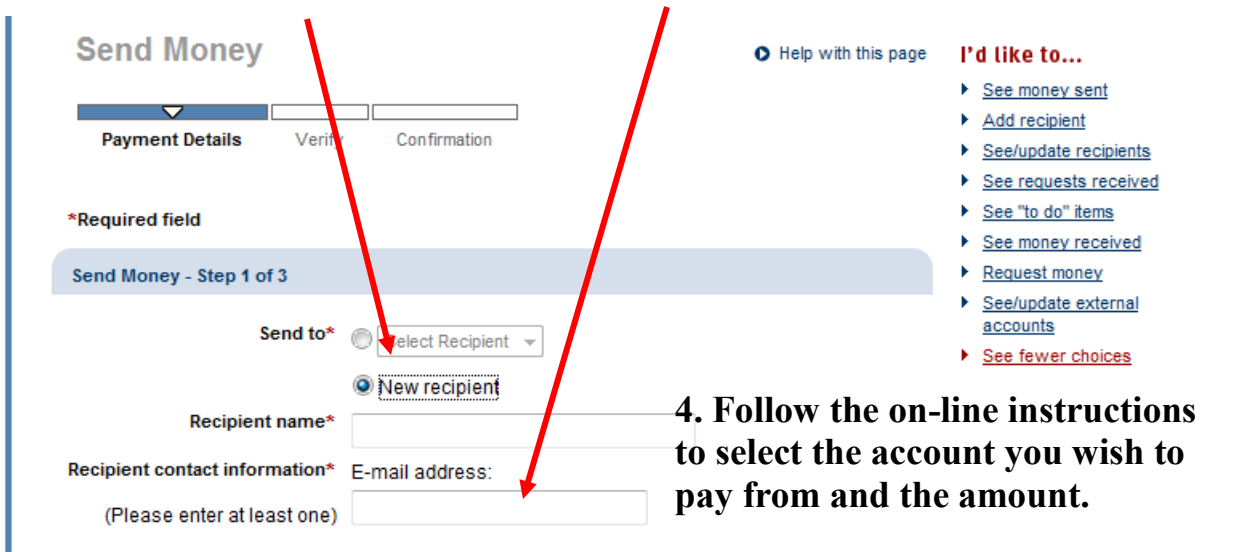 Send Money
Help with this page
I'd like to...
See money sent
Add recipient
See/update recipients
See requests received
See "to do" items
See money received
Request money
See/update external
accounts
See fewer choices
Payment Details Verify Confirmation
*Required field
Send Money - Step 1 of 3
Send to* Select Recipient
New recipient
Recipient name*
Recipient contact information* E-mail address:
(Please enter at least one)
4. Follow the on-line instructions
to select the account you wish to
pay from and the amount.